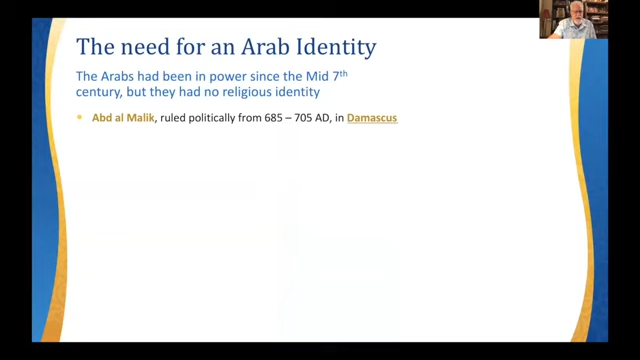 The need for an Arab Identity
The Arabs had been in power since the Mid 7th
century, but they had no religious identity
Abd al Malik, ruled politically from 685 – 705 AD, in Damascus